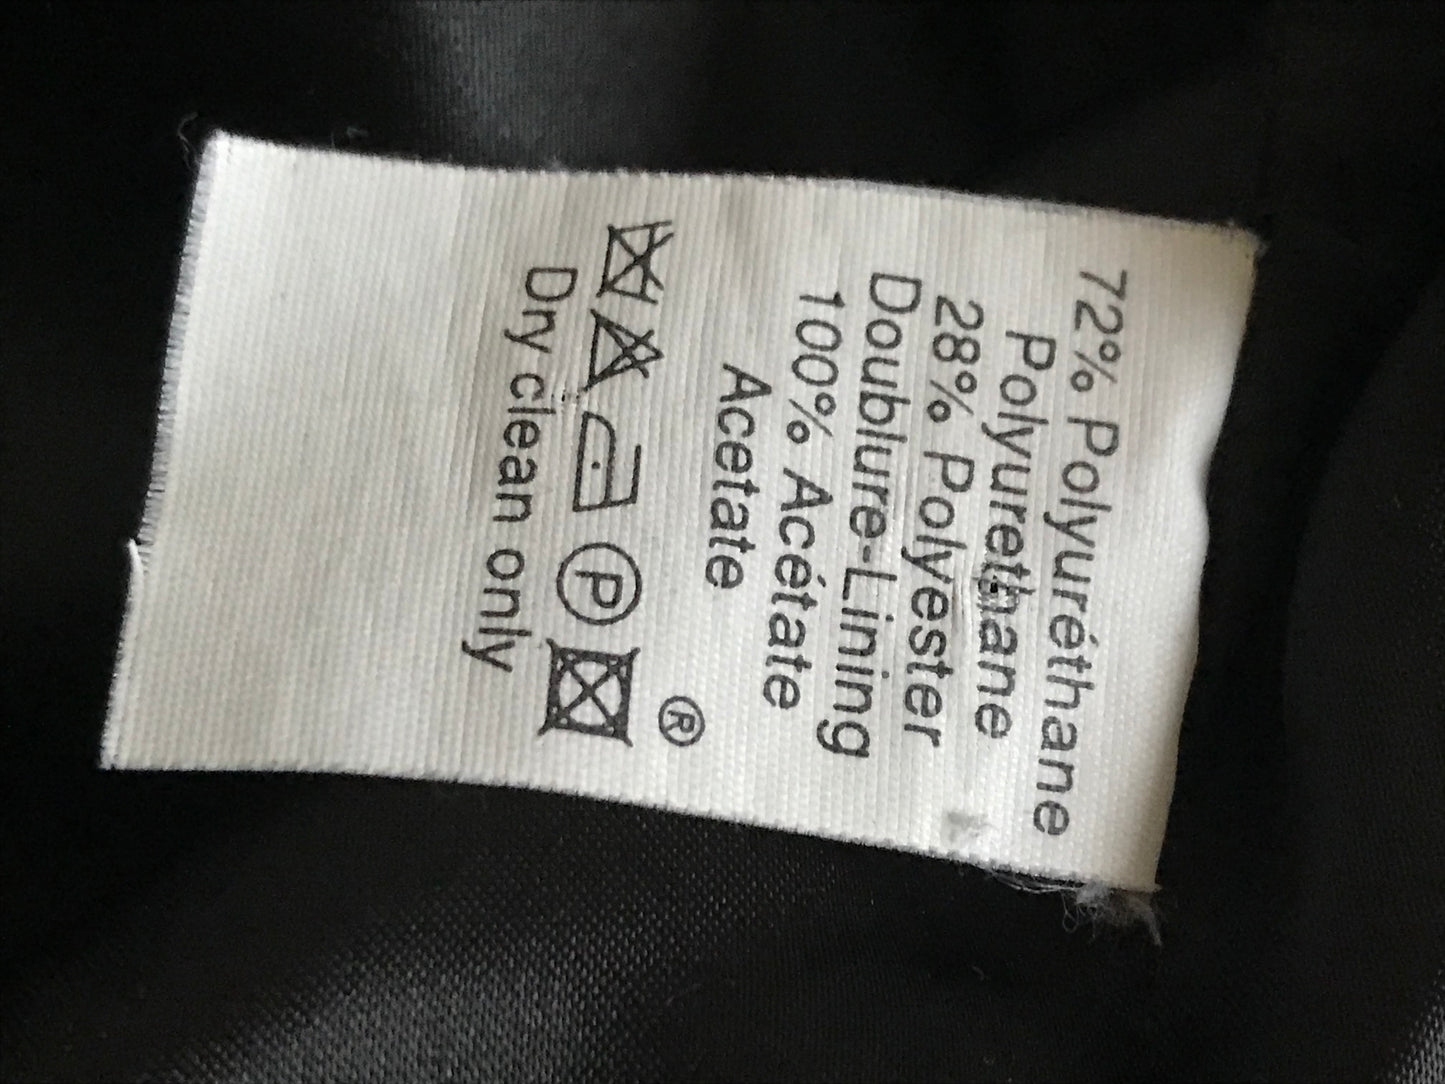 72% Polyuréthane
Polyurethane
28% Polyester
Doublure-Lining
100% Acétate
Acetate
®
P
Dry clean only